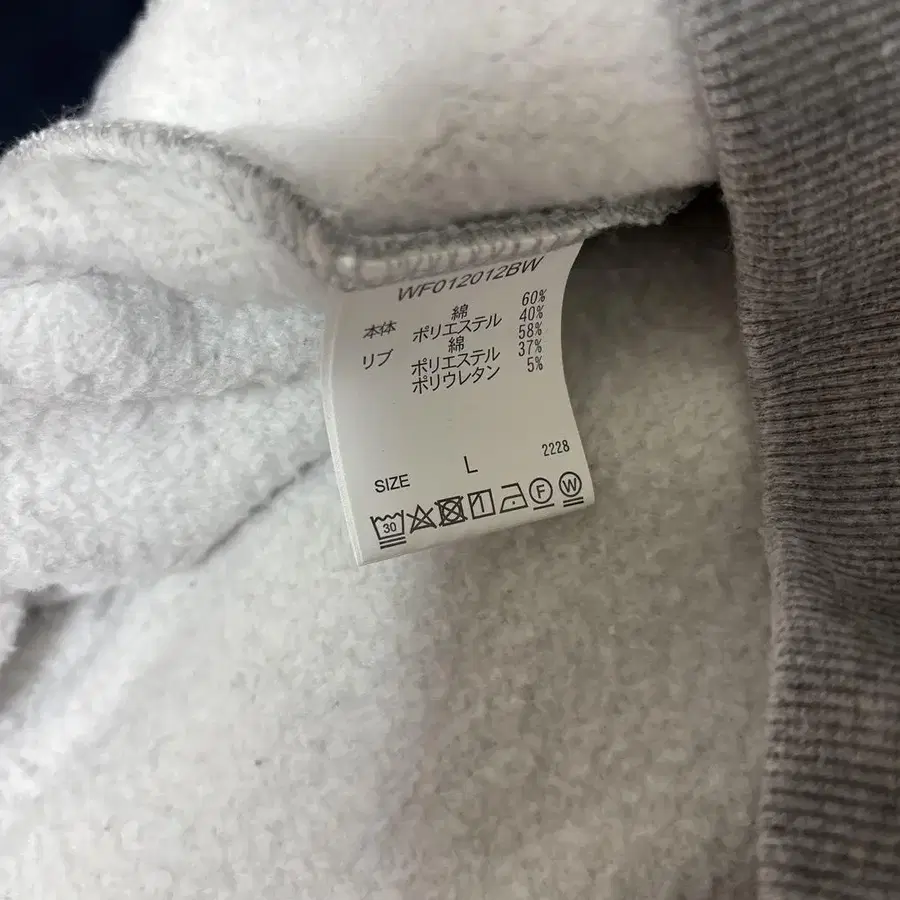 WF012012BW
本体 綿 60%
ポリエステル 40%
リブ 綿 58%
ポリエステル 37%
ポリウレタン 5%
SIZE L 2228
30 F W